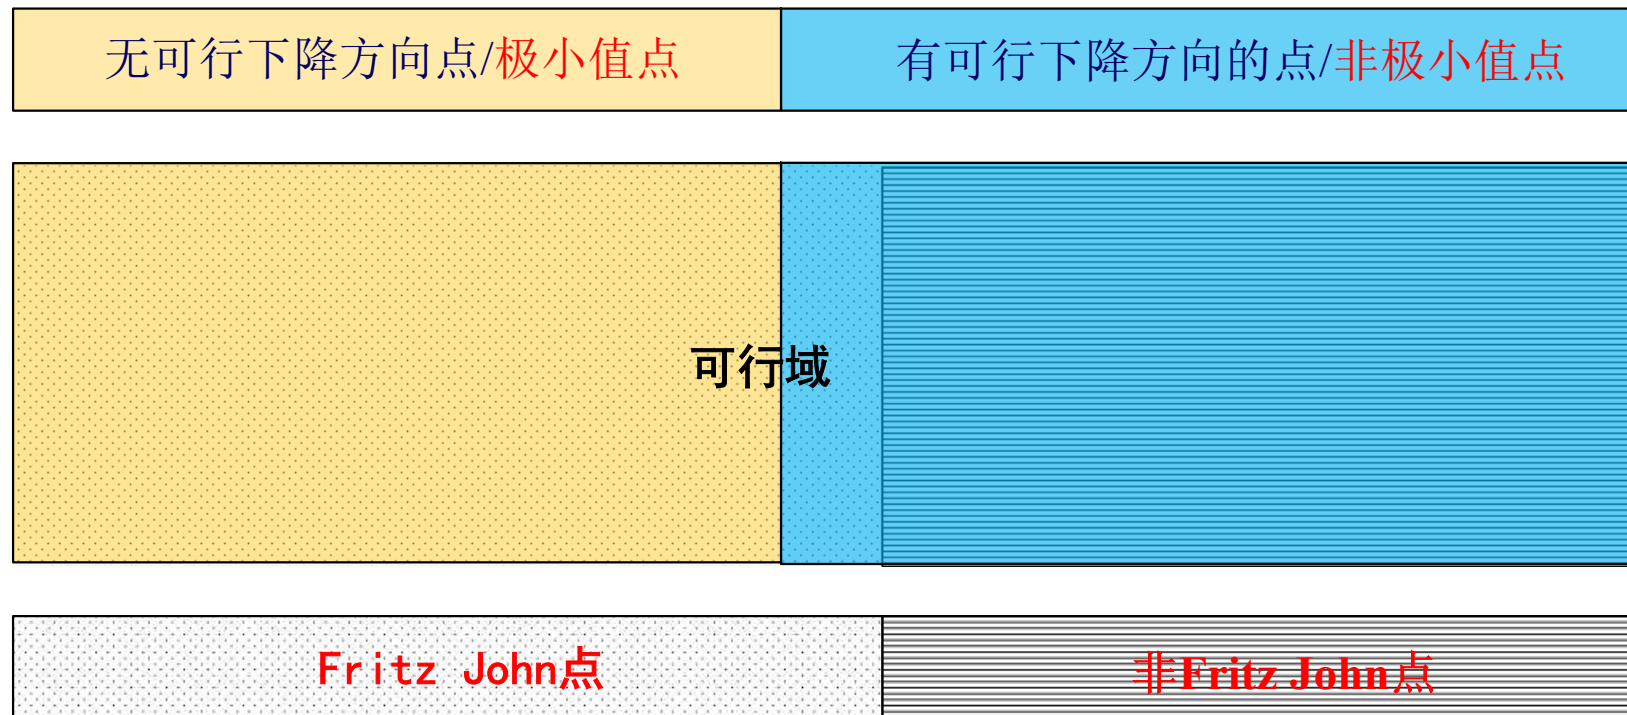 无可行下降方向点/极小值点
有可行下降方向的点/非极小值点
可行域
Fritz John点
非Fritz John点